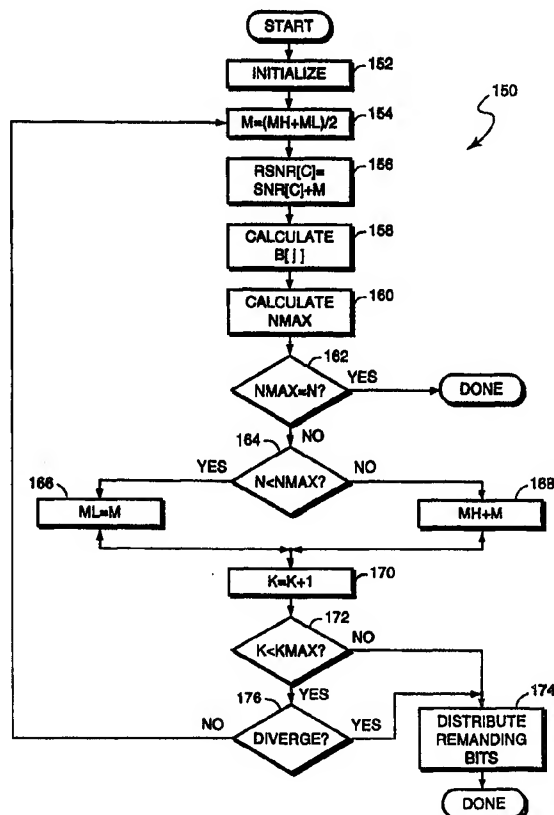 START
INITIALIZE
152
150
M=(MH+ML)/2
154
RSNR[C]=
SNR[C]+M
156
CALCULATE
B[j]
158
CALCULATE
NMAX
160
162
NMAX=N?
YES
DONE
NO
164
YES
N<NMAX?
NO
166
ML=M
168
MH+M
K=K+1
170
172
K<KMAX?
NO
YES
176
NO
DIVERGE?
YES
174
DISTRIBUTE
REMANDING
BITS
DONE